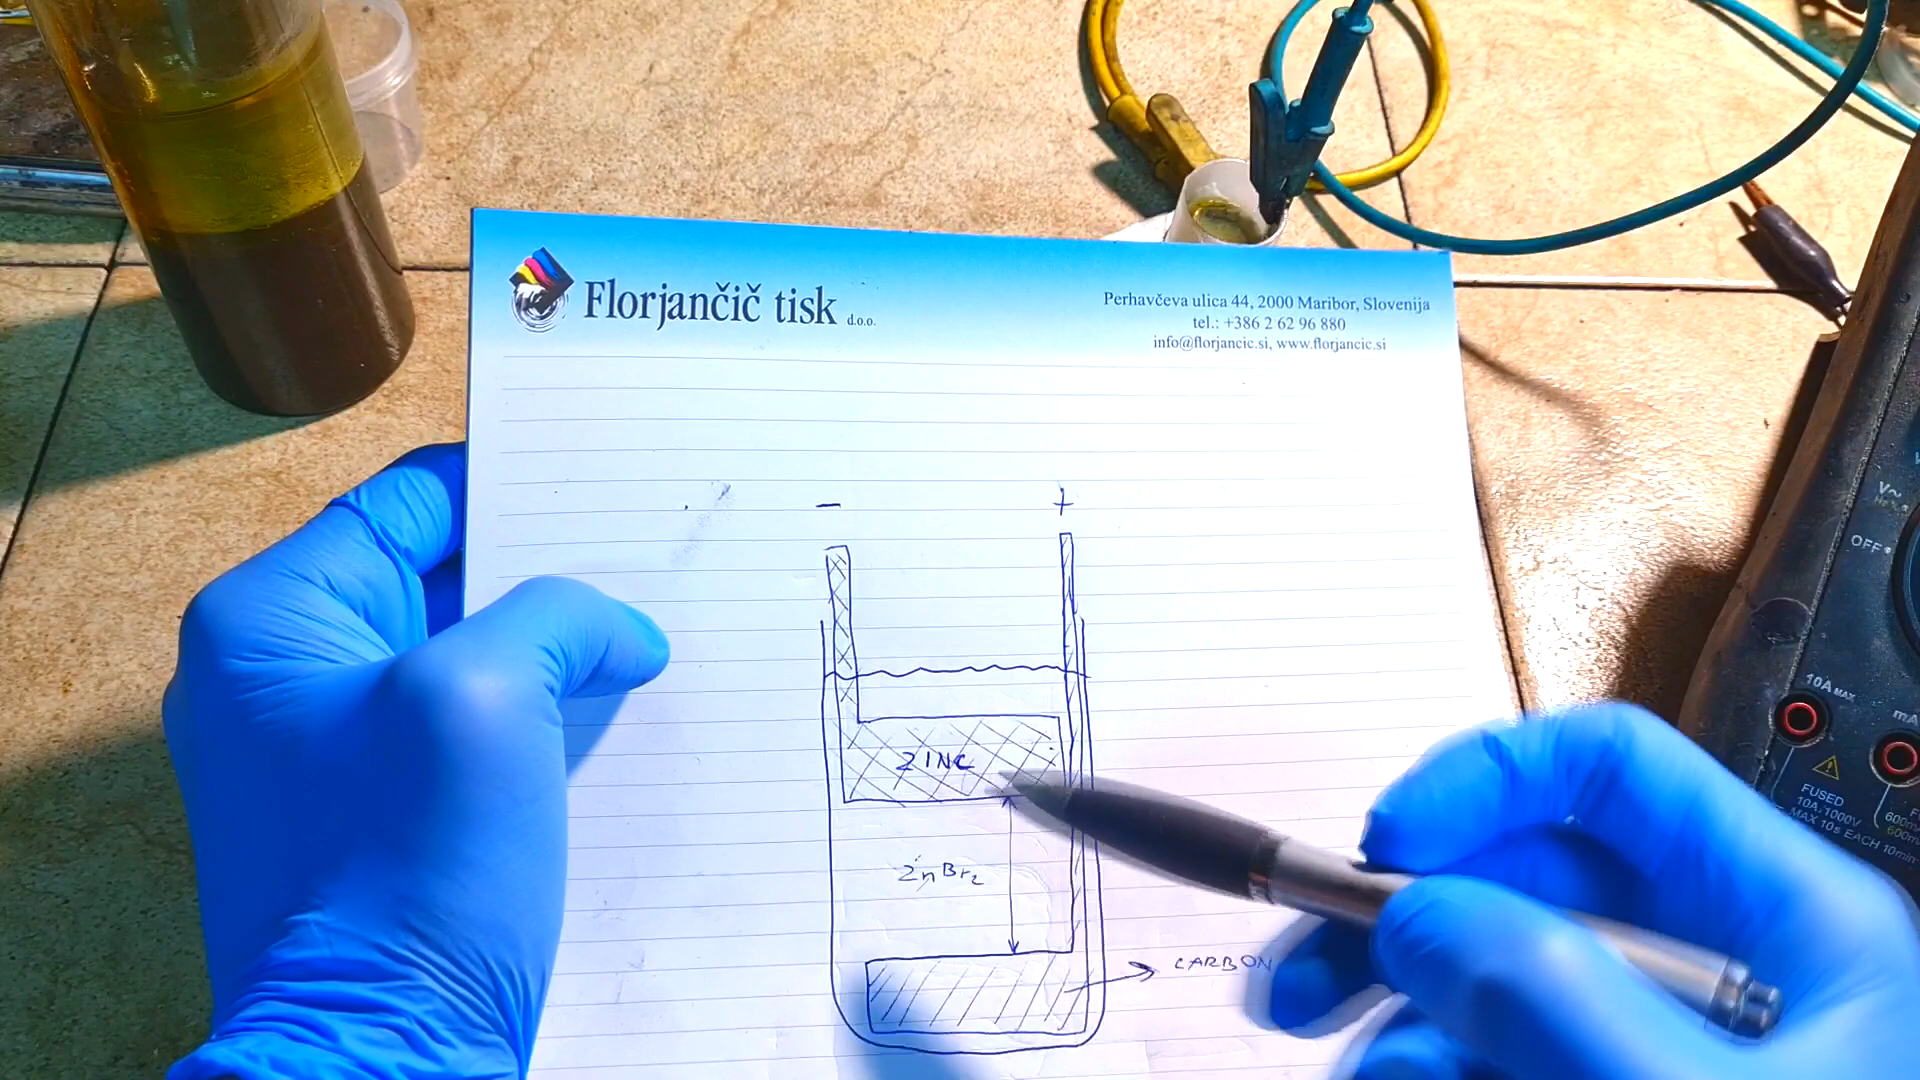 Florjančič tisk d.o.o.
Perhavčeva ulica 44, 2000 Maribor, Slovenija
tel.: +386 2 62 96 880
info@florjancic.si, www.florjancic.si
− +
ZINC
ZnBr2
CARBON
V~
OFF
10A MAX
mA
FUSED
10A/1000V
MAX 10s EACH 10min
600m